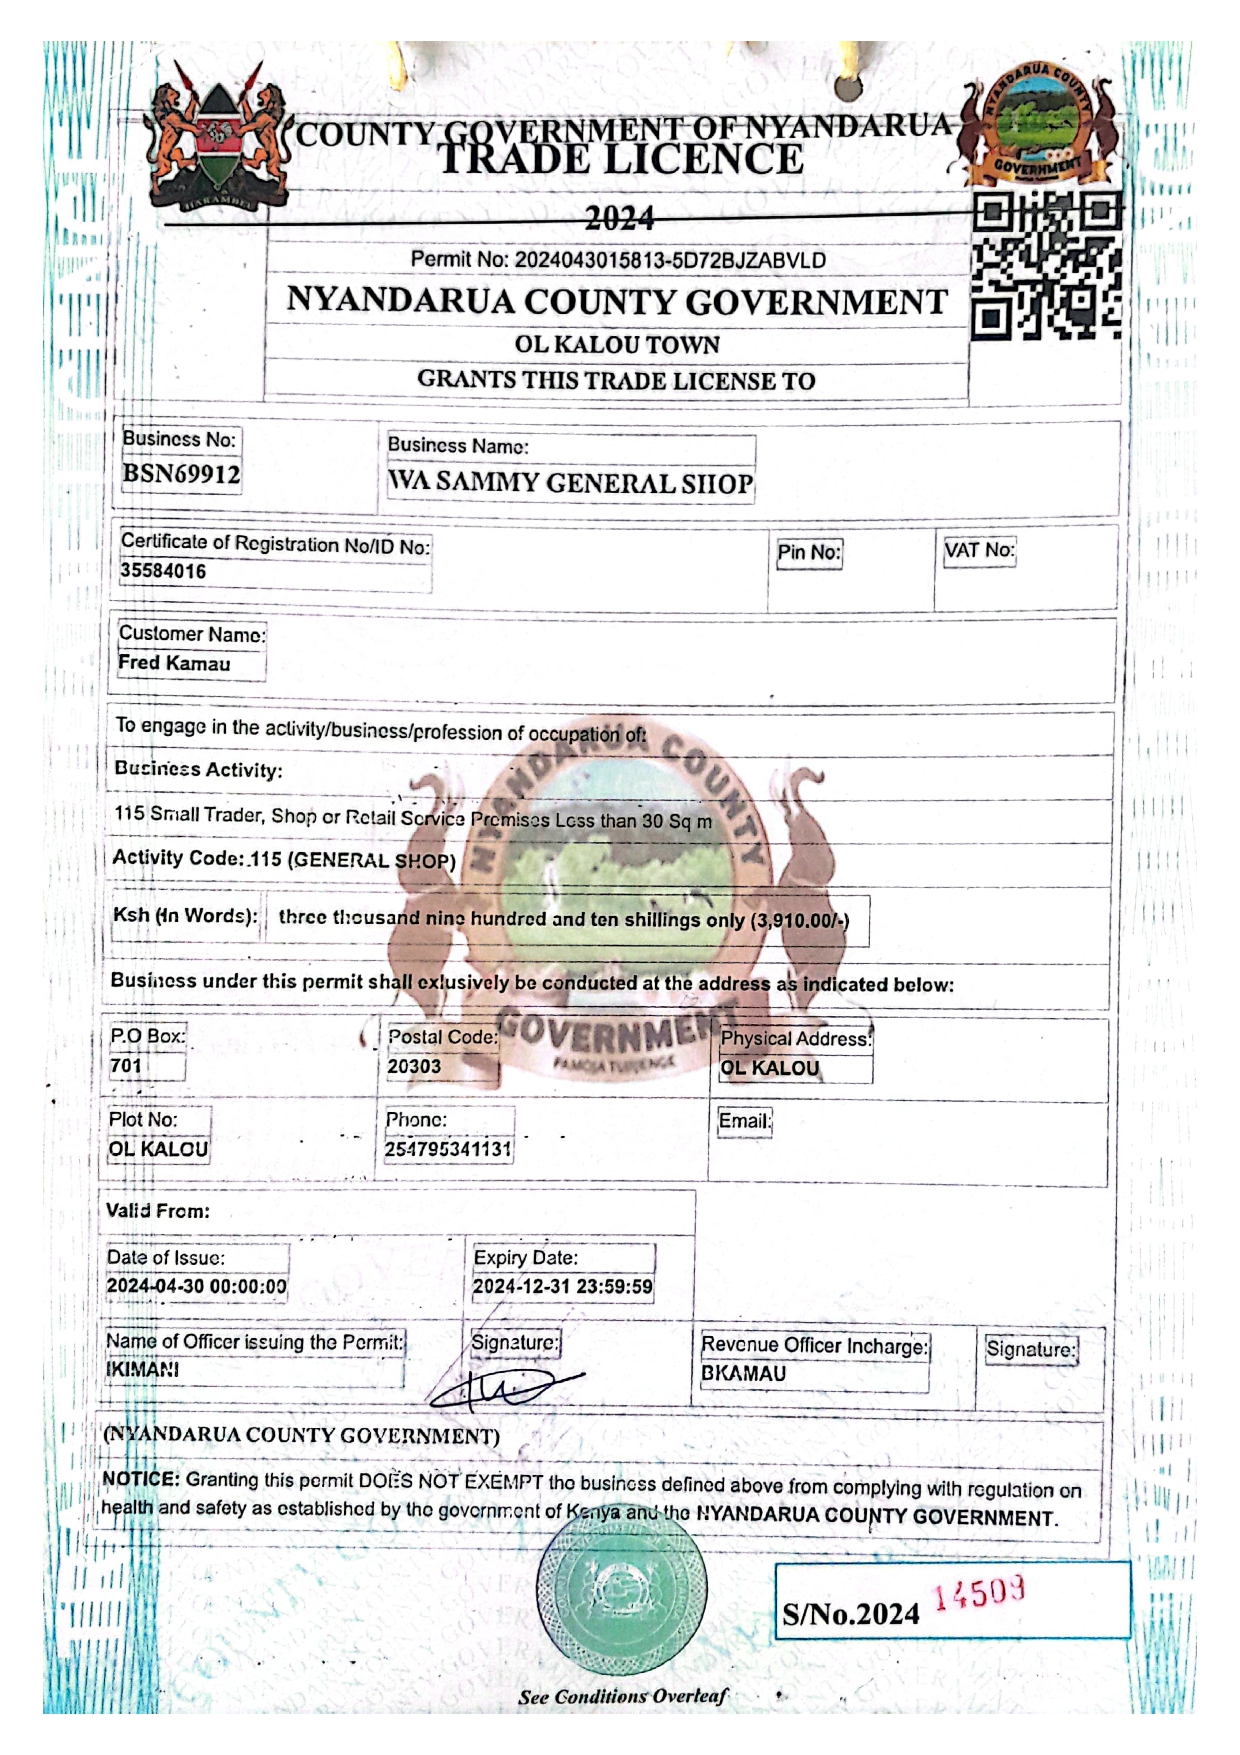 COUNTY GOVERNMENT OF NYANDARUA
TRADE LICENCE
HARAMBEE
NYANDARUA COUNTY
GOVERNMENT
2024
Permit No: 2024043015813-5D72BJZABVLD
NYANDARUA COUNTY GOVERNMENT
OL KALOU TOWN
GRANTS THIS TRADE LICENSE TO
Business No: Business Name:
BSN69912 WA SAMMY GENERAL SHOP
Certificate of Registration No/ID No: Pin No: VAT No:
35584016
Customer Name:
Fred Kamau
To engage in the activity/business/profession of occupation of:
Business Activity:
115 Small Trader, Shop or Retail Service Premises Less than 30 Sq m
Activity Code: 115 (GENERAL SHOP)
Ksh (In Words): three thousand nine hundred and ten shillings only (3,910.00/-)
Business under this permit shall exlusively be conducted at the address as indicated below:
NYANDARUA COUNTY
GOVERNMENT
PAMOJA TUJIJENGE
P.O Box: Postal Code: Physical Address:
701 20303 OL KALOU
Plot No: Phone: Email:
OL KALOU 254795341131
Valid From:
Date of Issue: Expiry Date:
2024-04-30 00:00:00 2024-12-31 23:59:59
Name of Officer issuing the Permit: Signature: Revenue Officer Incharge: Signature:
IKIMANI BKAMAU
(NYANDARUA COUNTY GOVERNMENT)
NOTICE: Granting this permit DOES NOT EXEMPT the business defined above from complying with regulation on
health and safety as established by the government of Kenya and the NYANDARUA COUNTY GOVERNMENT.
S/No.2024 14509
See Conditions Overleaf